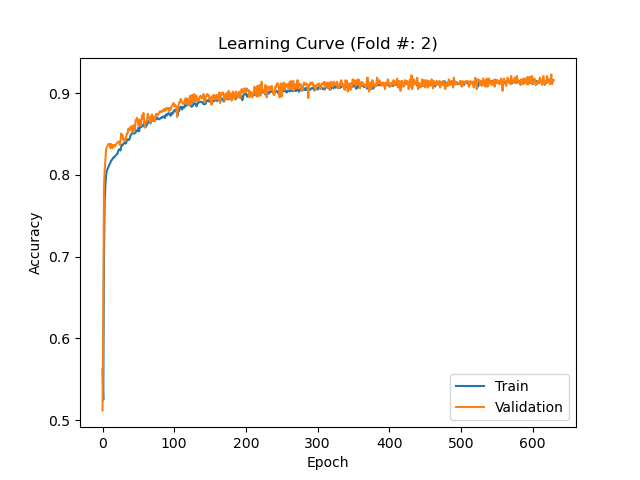 Learning Curve (Fold #: 2)
0.9
0.8
0.7
0.6
0.5
Accuracy
0 100 200 300 400 500 600
Epoch
Train
Validation